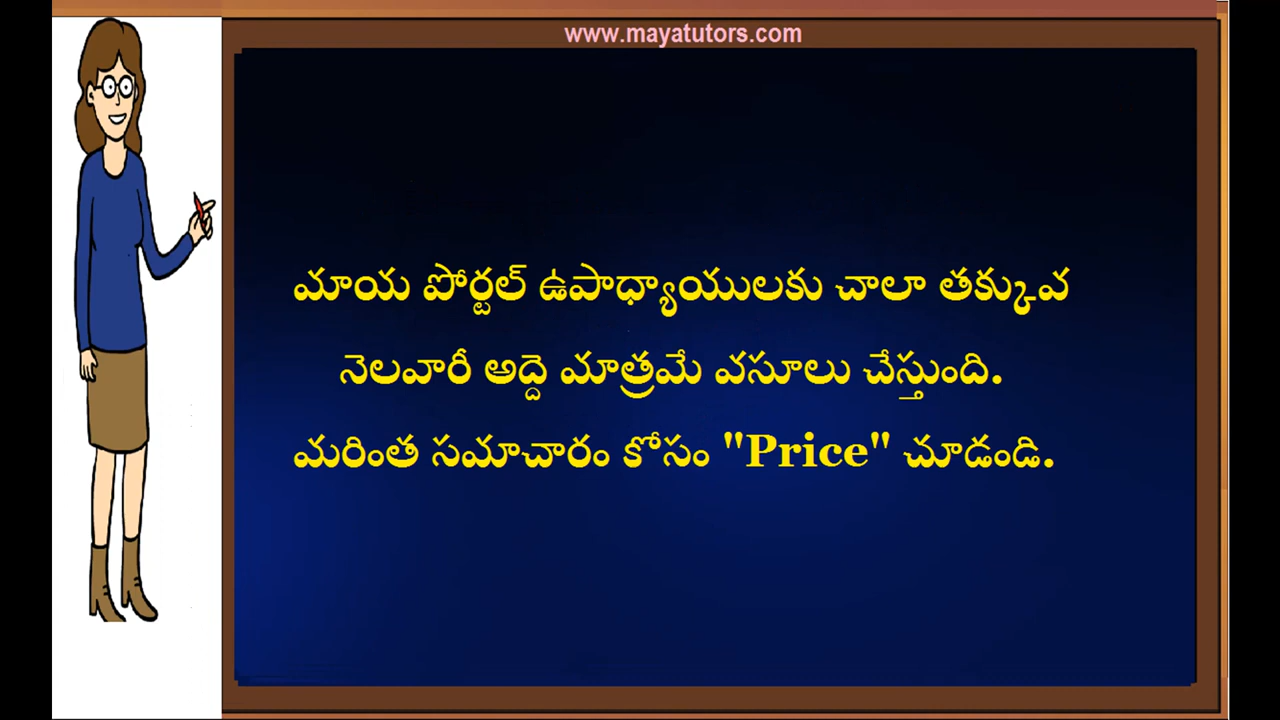 www.mayatutors.com
మాయ పోర్టల్ ఉపాధ్యాయులకు చాలా తక్కువ
నెలవారీ అద్దె మాత్రమే వసూలు చేస్తుంది.
మరింత సమాచారం కోసం "Price" చూడండి.